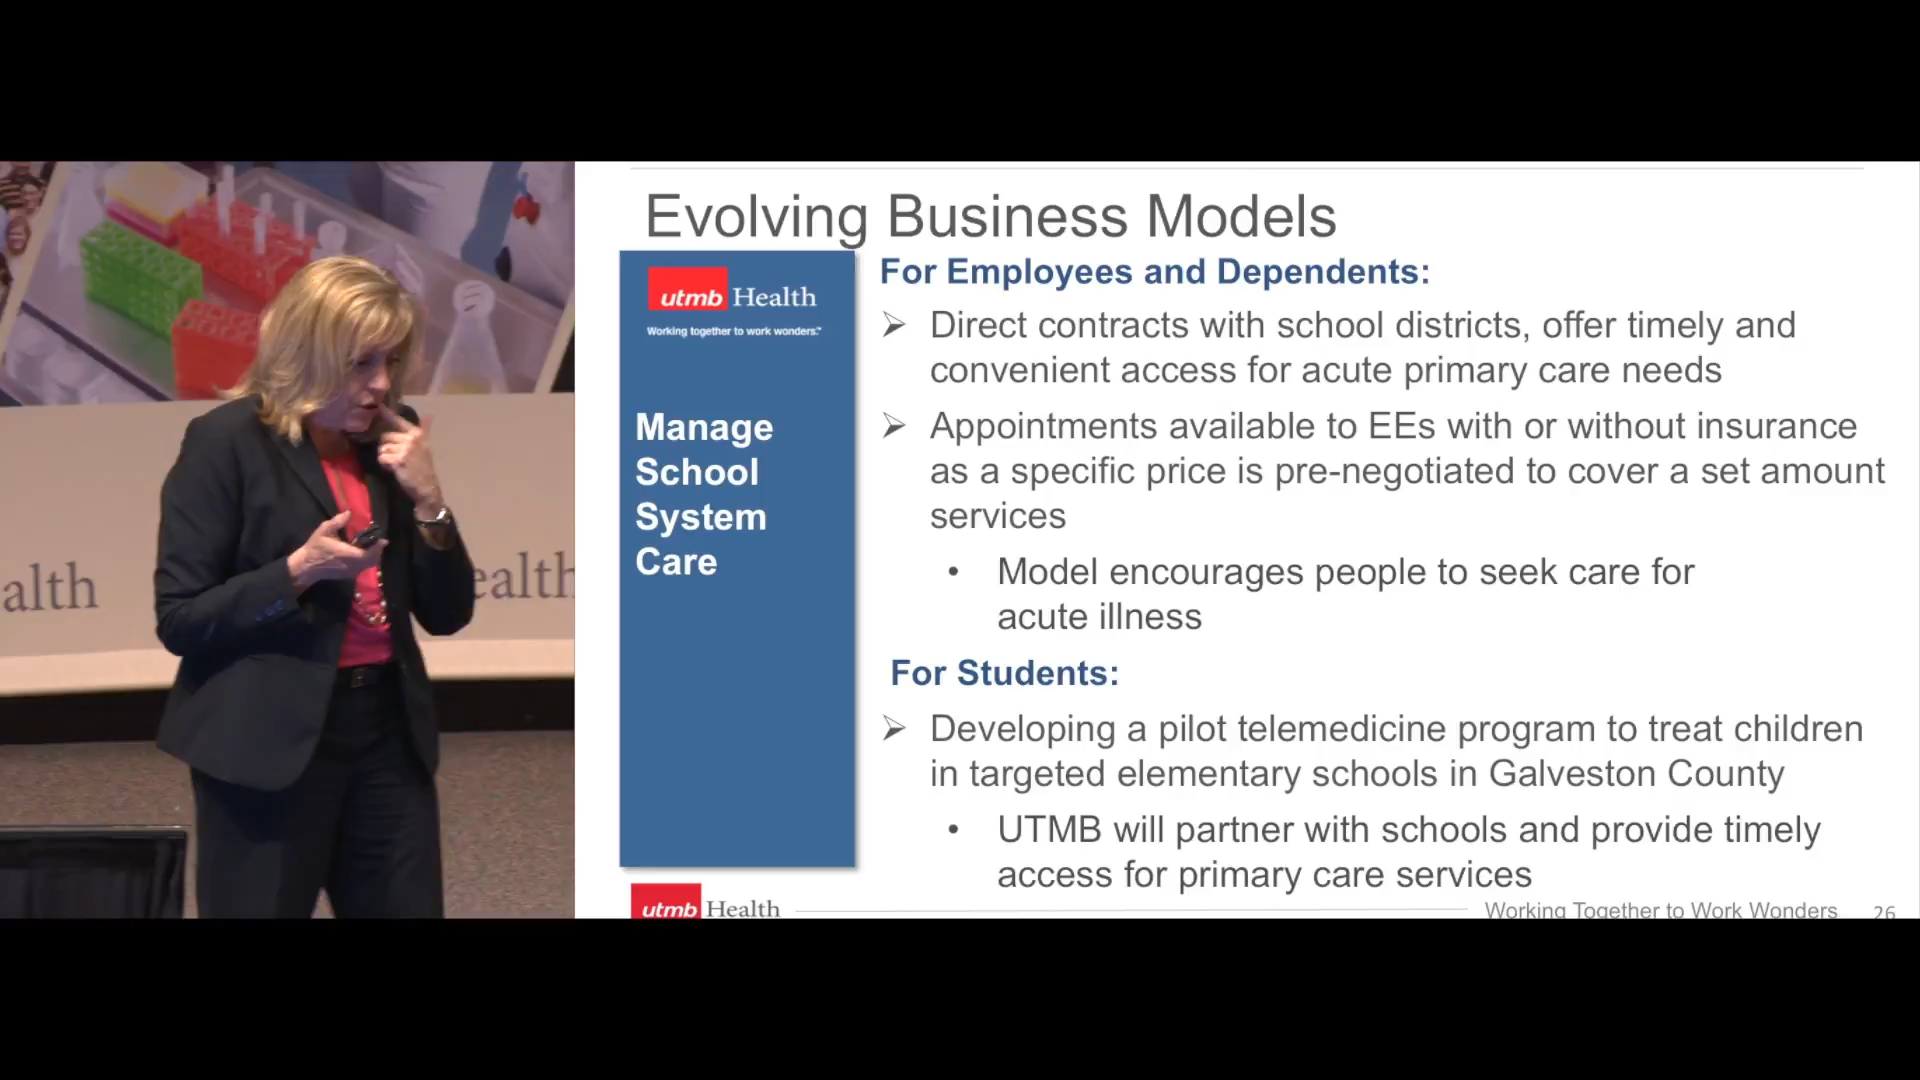 Evolving Business Models
utmb Health
Working together to work wonders.™
Manage
School
System
Care
For Employees and Dependents:
➢ Direct contracts with school districts, offer timely and
convenient access for acute primary care needs
➢ Appointments available to EEs with or without insurance
as a specific price is pre-negotiated to cover a set amount
services
• Model encourages people to seek care for
acute illness
For Students:
➢ Developing a pilot telemedicine program to treat children
in targeted elementary schools in Galveston County
• UTMB will partner with schools and provide timely
access for primary care services
utmb Health
Working Together to Work Wonders 26
alth
ealth